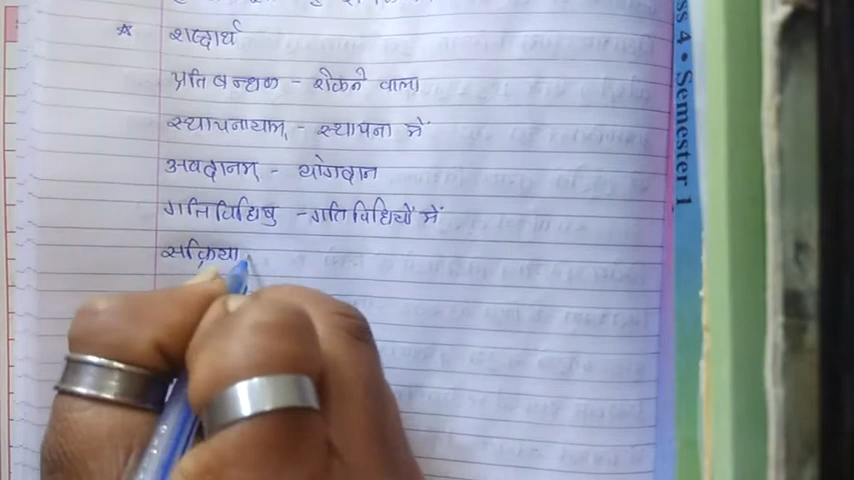 * शब्दार्थ
प्रतिबन्धक - रोकने वाला
स्थापनायाम् - स्थापना में
अवदानम् - योगदान
गतिविधिषु - गतिविधियों में
सक्रिया
ss 4 • Semester 1